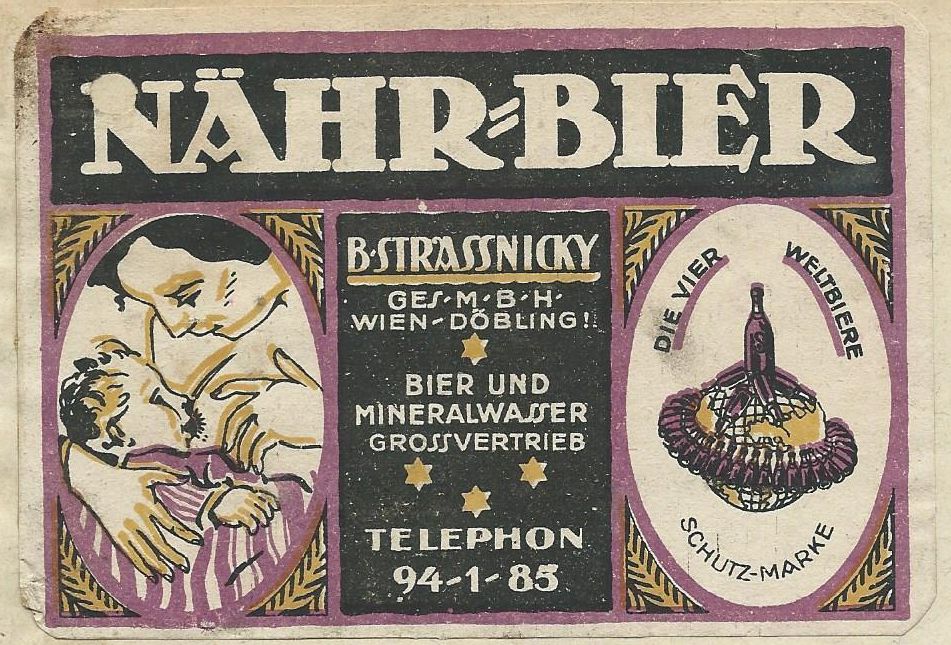 NÄHR=BIER
B·STRASSNICKY
GES·M·B·H·
WIEN-DÖBLING!!
BIER UND
MINERALWASSER
GROSSVERTRIEB
TELEPHON
94-1-85
DIE VIER WELTBIERE
SCHUTZ-MARKE